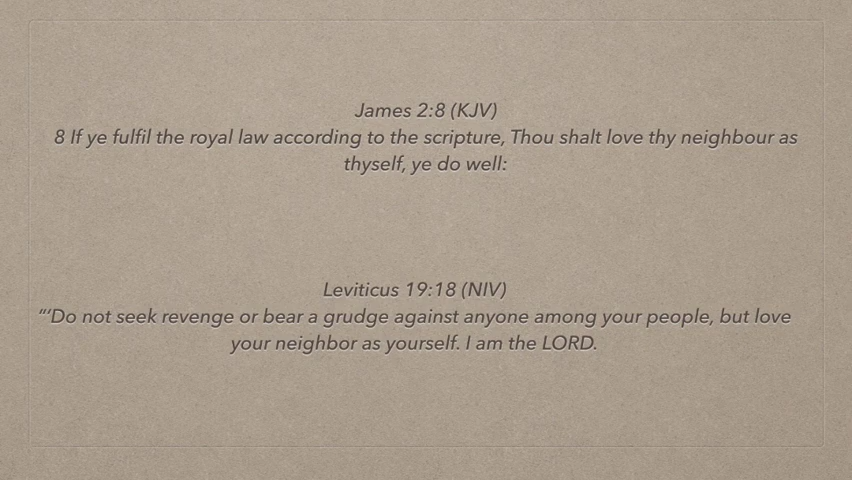 James 2:8 (KJV)
8 If ye fulfil the royal law according to the scripture, Thou shalt love thy neighbour as
thyself, ye do well:
Leviticus 19:18 (NIV)
“‘Do not seek revenge or bear a grudge against anyone among your people, but love
your neighbor as yourself. I am the LORD.